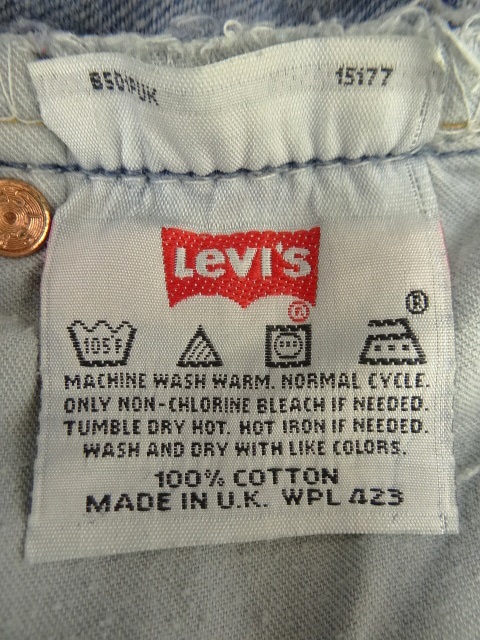 8501PUK 15177
Levi's
®
®
105°F
MACHINE WASH WARM. NORMAL CYCLE.
ONLY NON-CHLORINE BLEACH IF NEEDED.
TUMBLE DRY HOT. HOT IRON IF NEEDED.
WASH AND DRY WITH LIKE COLORS.
100% COTTON
MADE IN U.K. WPL 423